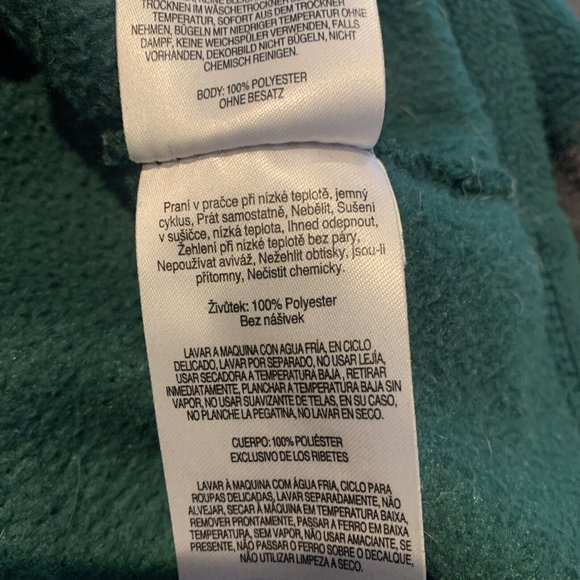 TROCKNEN IM WÄSCHETROCKNER BEI NIEDRIGER
TEMPERATUR, SOFORT AUS DEM TROCKNER
NEHMEN, BÜGELN MIT NIEDRIGER TEMPERATUR OHNE
DAMPF, KEINE WEICHSPÜLER VERWENDEN, FALLS
VORHANDEN, DEKORBILD NICHT BÜGELN, NICHT
CHEMISCH REINIGEN.
BODY: 100% POLYESTER
OHNE BESATZ
Praní v pračce při nízké teplotě, jemný
cyklus, Prát samostatně, Nebělit, Sušení
v sušičce, nízká teplota, Ihned odepnout,
Žehlení při nízké teplotě bez páry,
Nepoužívat aviváž, Nežehlit obtisky, jsou-li
přítomny, Nečistit chemicky.
Živůtek: 100% Polyester
Bez nášivek
LAVAR A MAQUINA CON AGUA FRÍA, EN CICLO
DELICADO, LAVAR POR SEPARADO, NO USAR LEJÍA,
USAR SECADORA A TEMPERATURA BAJA , RETIRAR
INMEDIATAMENTE, PLANCHAR A TEMPERATURA BAJA SIN
VAPOR, NO USAR SUAVIZANTE DE TELAS, EN SU CASO,
NO PLANCHE LA PEGATINA, NO LAVAR EN SECO.
CUERPO: 100% POLIÉSTER
EXCLUSIVO DE LOS RIBETES
LAVAR À MAQUINA COM ÁGUA FRIA, CICLO PARA
ROUPAS DELICADAS, LAVAR SEPARADAMENTE, NÃO
ALVEJAR, SECAR À MÁQUINA EM TEMPERATURA BAIXA,
REMOVER PRONTAMENTE, PASSAR A FERRO EM BAIXA
TEMPERATURA, SEM VAPOR, NÃO USAR AMACIANTE, SE
PRESENTE, NÃO PASSAR O FERRO SOBRE O DECALQUE,
NÃO UTILIZAR LIMPEZA A SECO.